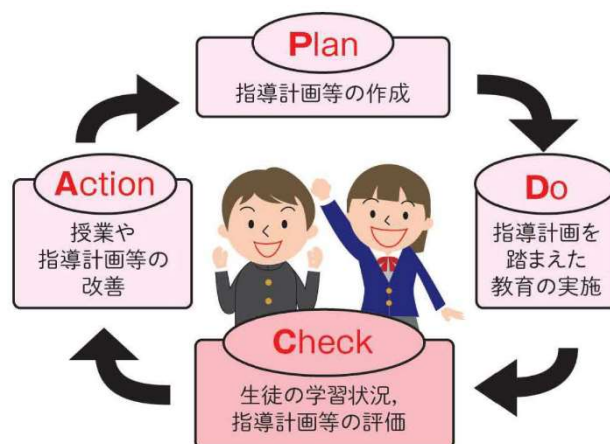 Plan
指導計画等の作成
Do
指導計画を
踏まえた
教育の実施
Check
生徒の学習状況,
指導計画等の評価
Action
授業や
指導計画等の
改善